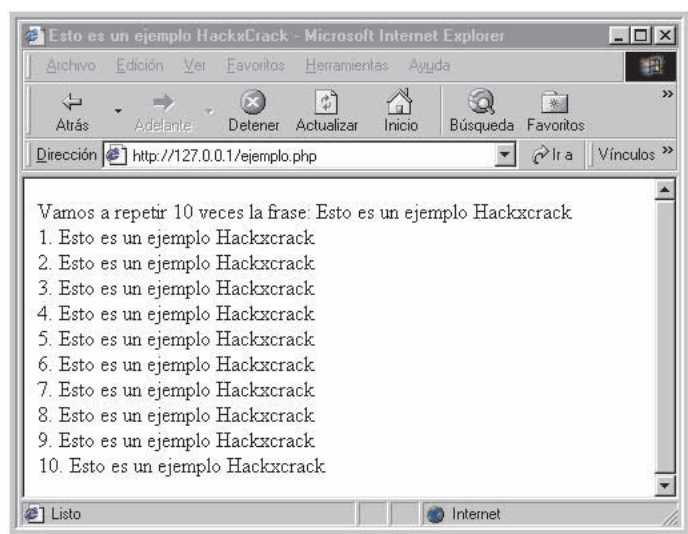 Esto es un ejemplo HackxCrack - Microsoft Internet Explorer
Archivo Edición Ver Favoritos Herramientas Ayuda
Atrás Adelante Detener Actualizar Inicio Búsqueda Favoritos »
Dirección http://127.0.0.1/ejemplo.php Ir a Vínculos »
Vamos a repetir 10 veces la frase: Esto es un ejemplo Hackxcrack
1. Esto es un ejemplo Hackxcrack
2. Esto es un ejemplo Hackxcrack
3. Esto es un ejemplo Hackxcrack
4. Esto es un ejemplo Hackxcrack
5. Esto es un ejemplo Hackxcrack
6. Esto es un ejemplo Hackxcrack
7. Esto es un ejemplo Hackxcrack
8. Esto es un ejemplo Hackxcrack
9. Esto es un ejemplo Hackxcrack
10. Esto es un ejemplo Hackxcrack
Listo Internet